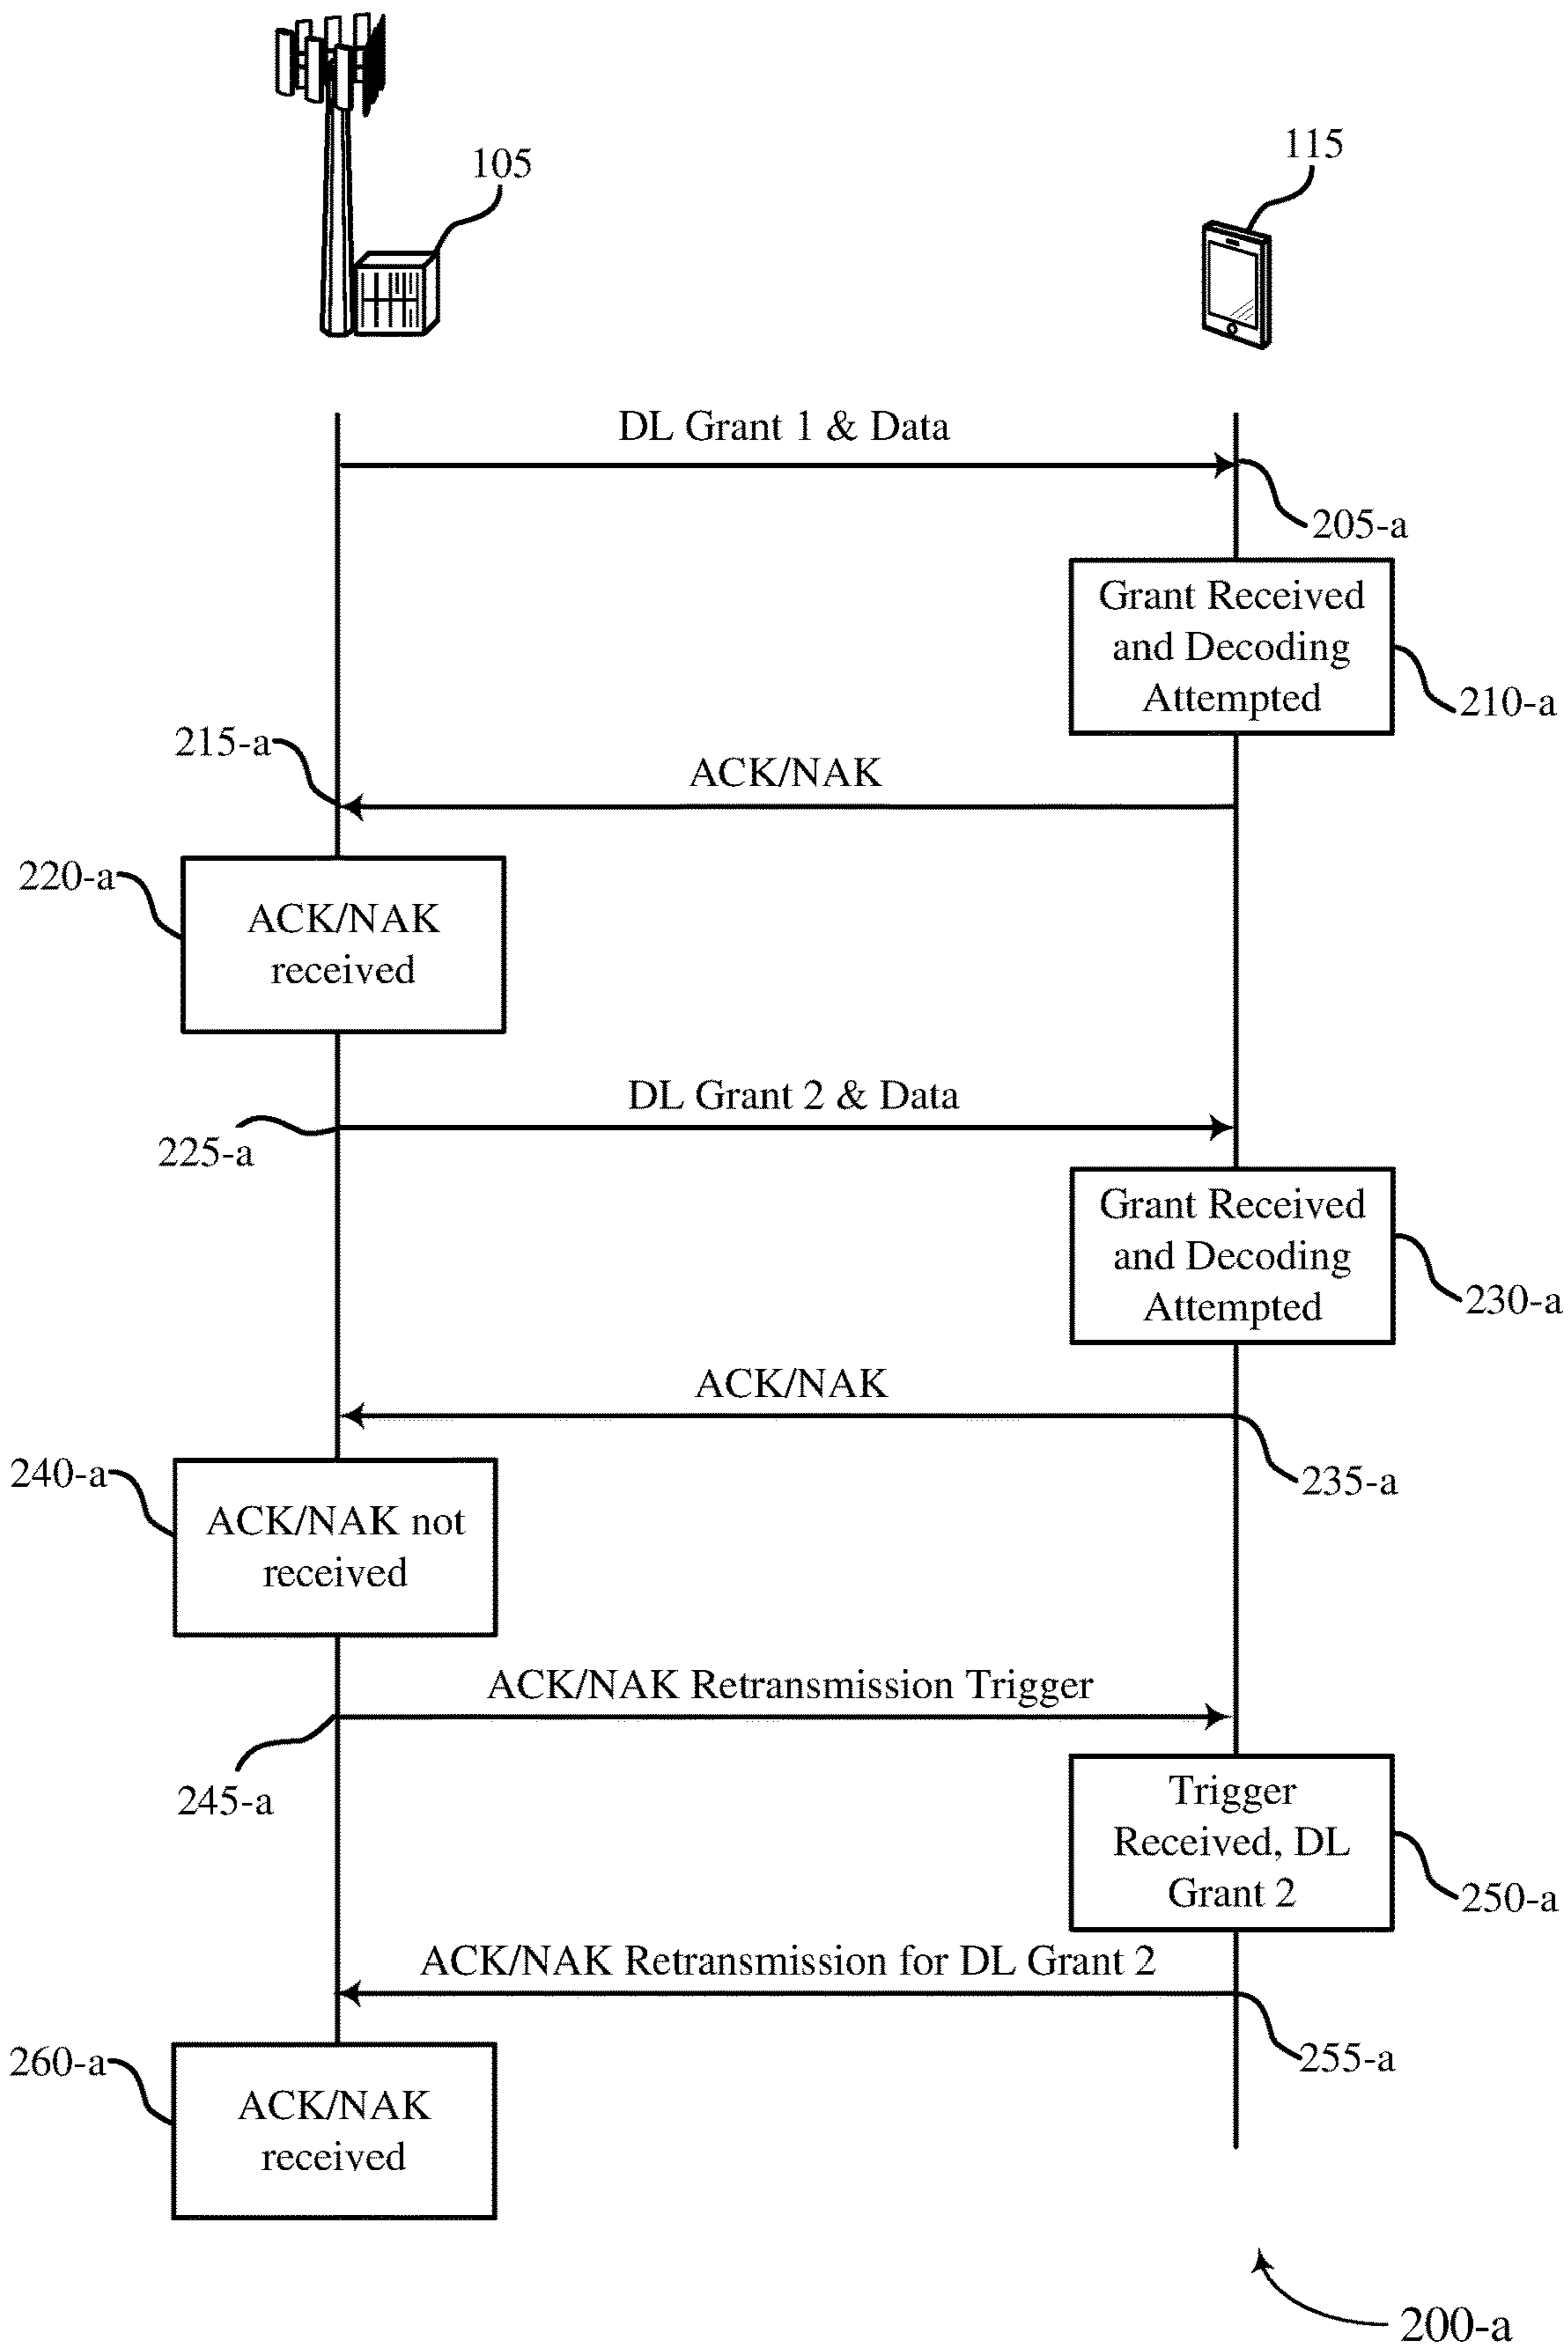 105
115
DL Grant 1 & Data
205-a
Grant Received
and Decoding
Attempted
210-a
215-a
ACK/NAK
220-a
ACK/NAK
received
DL Grant 2 & Data
225-a
Grant Received
and Decoding
Attempted
230-a
ACK/NAK
235-a
240-a
ACK/NAK not
received
ACK/NAK Retransmission Trigger
245-a
Trigger
Received, DL
Grant 2
250-a
ACK/NAK Retransmission for DL Grant 2
255-a
260-a
ACK/NAK
received
200-a